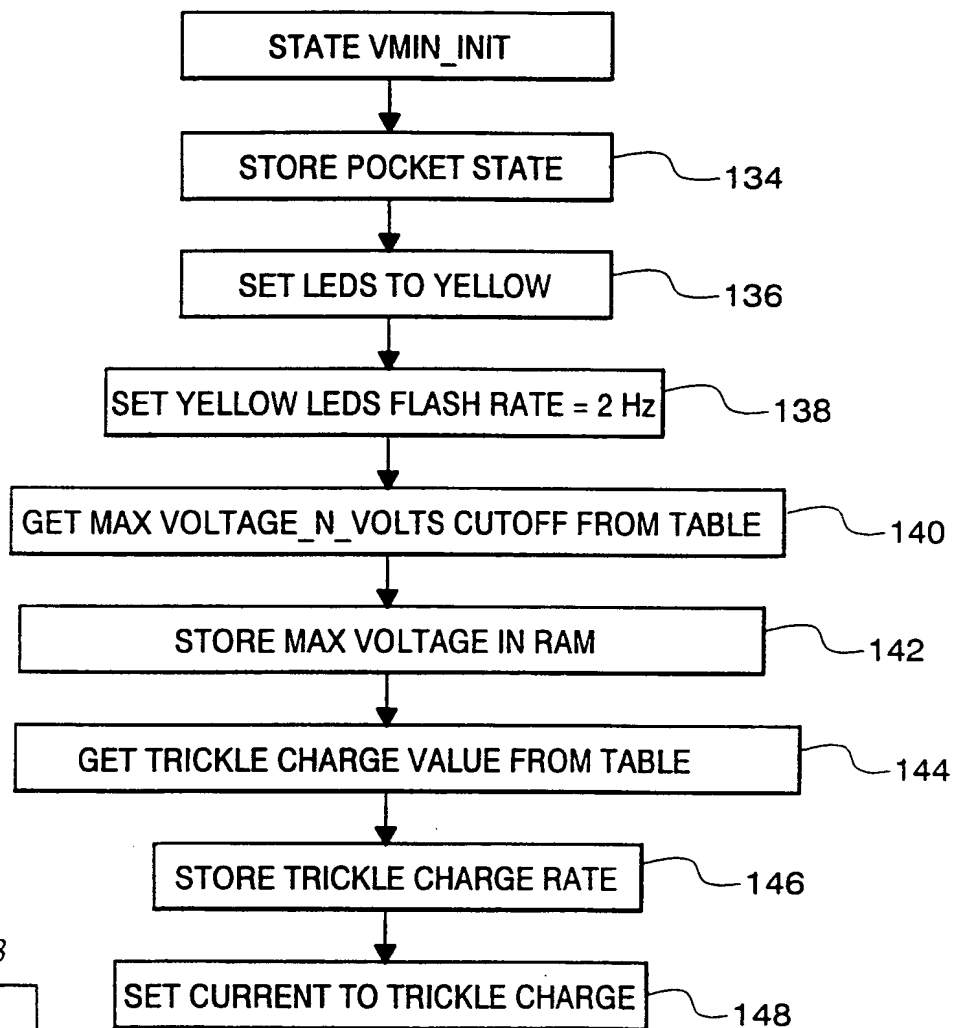 STATE VMIN_INIT
STORE POCKET STATE
134
SET LEDS TO YELLOW
136
SET YELLOW LEDS FLASH RATE = 2 Hz
138
GET MAX VOLTAGE_N_VOLTS CUTOFF FROM TABLE
140
STORE MAX VOLTAGE IN RAM
142
GET TRICKLE CHARGE VALUE FROM TABLE
144
STORE TRICKLE CHARGE RATE
146
SET CURRENT TO TRICKLE CHARGE
148